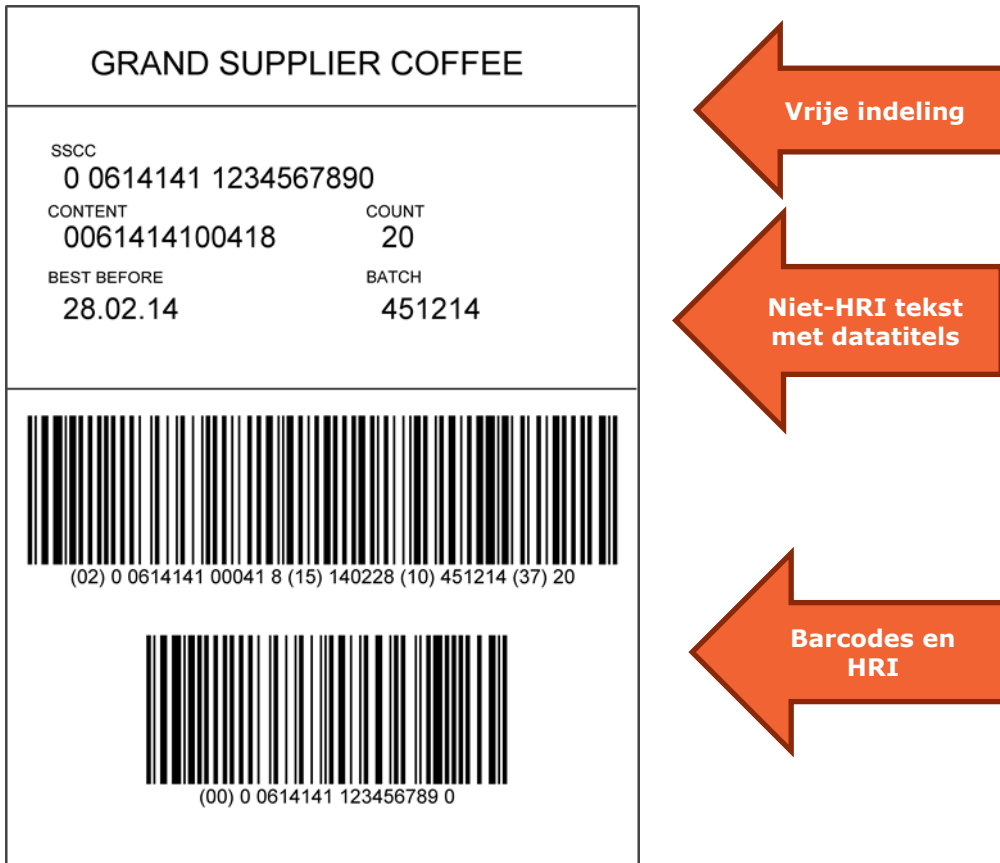 GRAND SUPPLIER COFFEE
Vrije indeling
SSCC
0 0614141 1234567890
CONTENT COUNT
0061414100418 20
BEST BEFORE BATCH
28.02.14 451214
Niet-HRI tekst
met datatitels
(02) 0 0614141 00041 8 (15) 140228 (10) 451214 (37) 20
Barcodes en
HRI
(00) 0 0614141 123456789 0